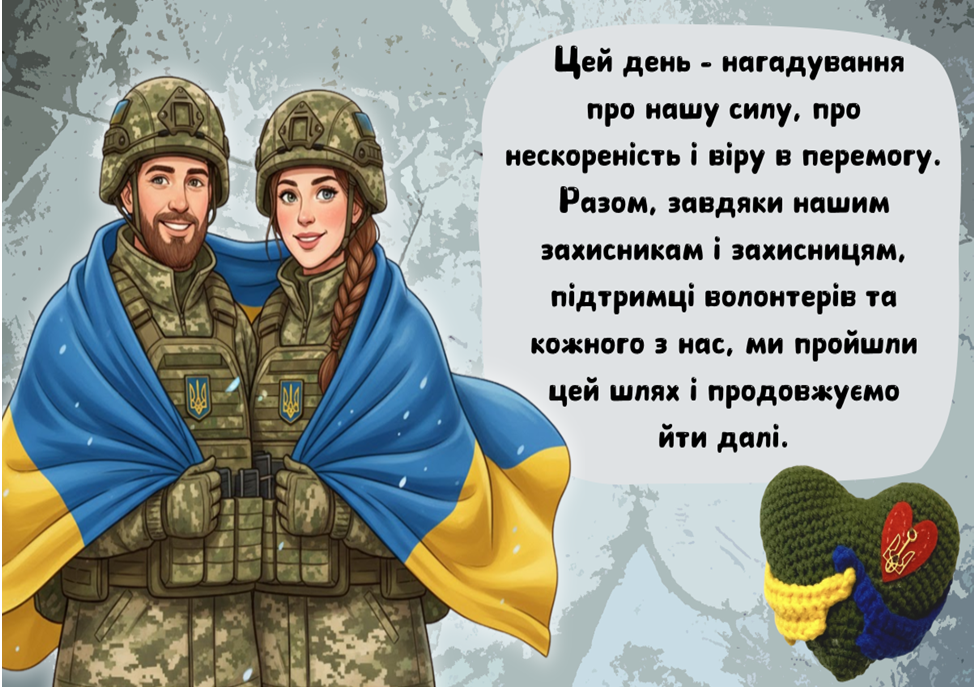 Цей день - нагадування
про нашу силу, про
нескореність і віру в перемогу.
Разом, завдяки нашим
захисникам і захисницям,
підтримці волонтерів та
кожного з нас, ми пройшли
цей шлях і продовжуємо
йти далі.